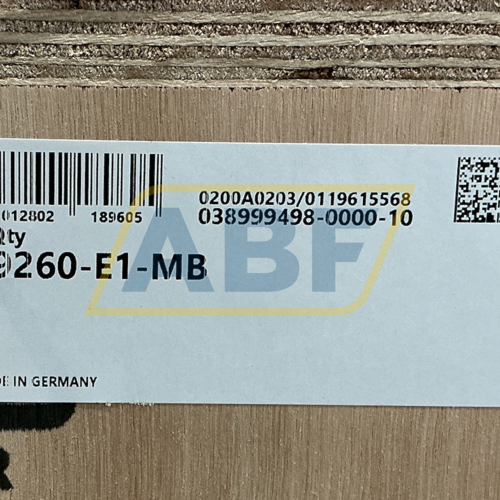 012802 189605
0200A0203/0119615568
038999498-0000-10
Qty
9260-E1-MB
ABF
DE IN GERMANY
R